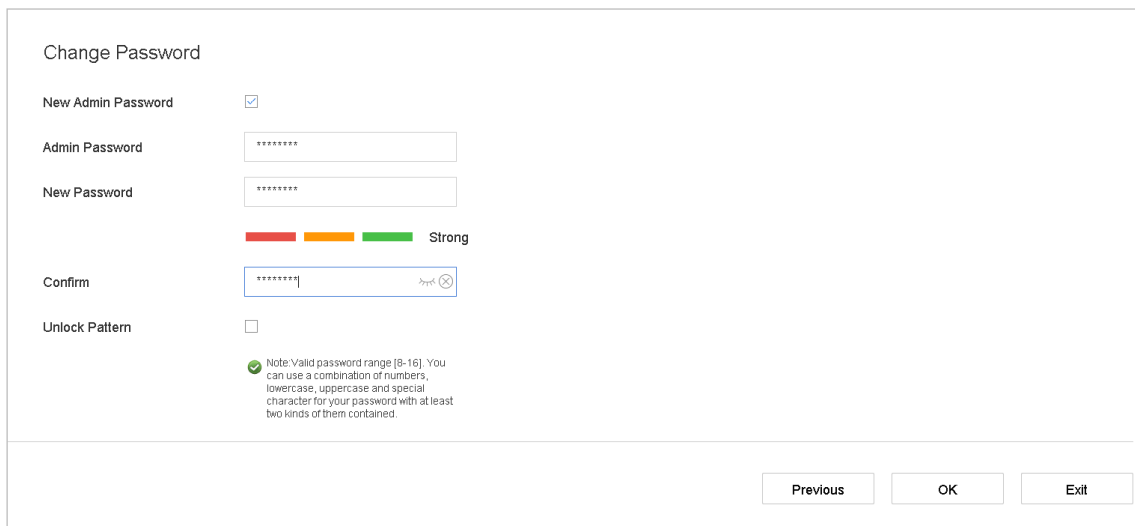 Change Password
New Admin Password
Admin Password ********
New Password ********
Strong
Confirm ********
Unlock Pattern
Note:Valid password range [8-16]. You
can use a combination of numbers,
lowercase, uppercase and special
character for your password with at least
two kinds of them contained.
Previous OK Exit